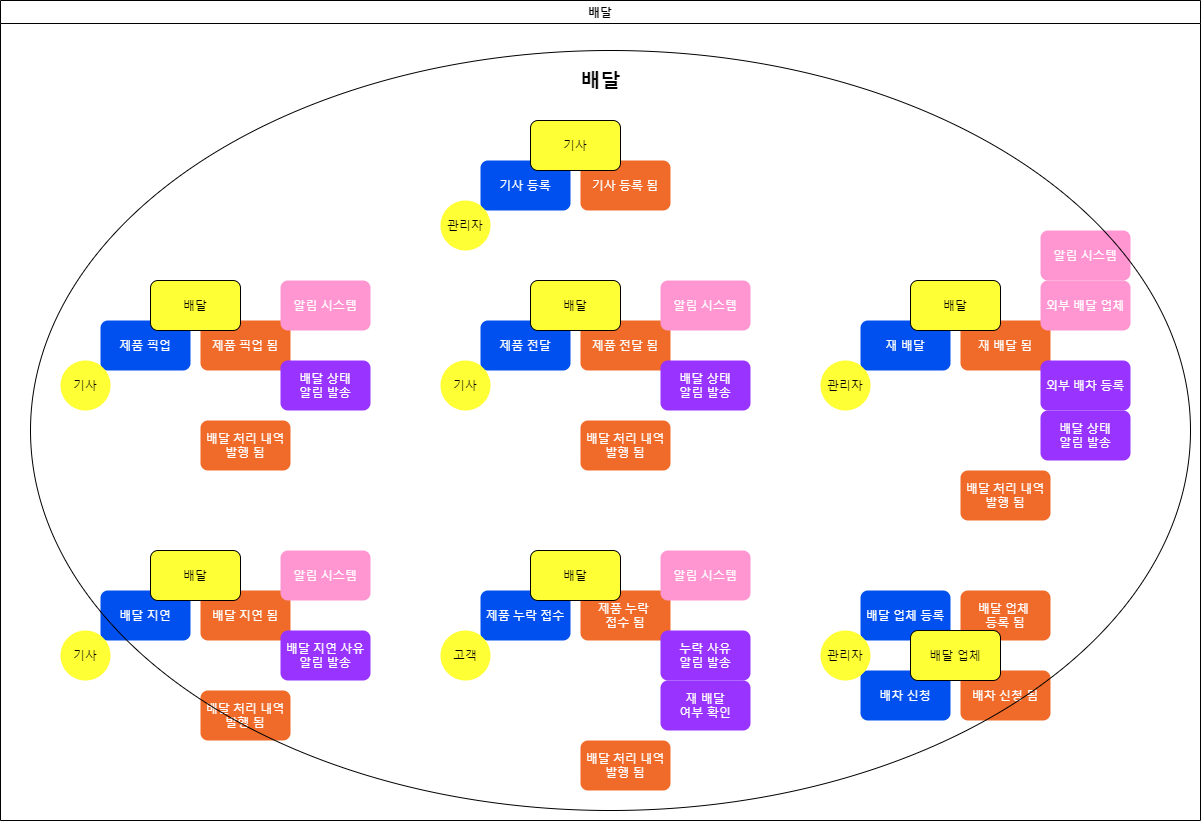 배달
배달
기사
기사 등록
기사 등록 됨
관리자
배달
알림 시스템
제품 픽업
제품 픽업 됨
기사
배달 상태
알림 발송
배달 처리 내역
발행 됨
배달
알림 시스템
제품 전달
제품 전달 됨
기사
배달 상태
알림 발송
배달 처리 내역
발행 됨
알림 시스템
배달
외부 배달 업체
재 배달
재 배달 됨
관리자
외부 배차 등록
배달 상태
알림 발송
배달 처리 내역
발행 됨
배달
알림 시스템
배달 지연
배달 지연 됨
기사
배달 지연 사유
알림 발송
배달 처리 내역
발행 됨
배달
알림 시스템
제품 누락 접수
제품 누락
접수 됨
고객
누락 사유
알림 발송
재 배달
여부 확인
배달 처리 내역
발행 됨
배달 업체 등록
배달 업체
등록 됨
관리자
배달 업체
배차 신청
배차 신청 됨